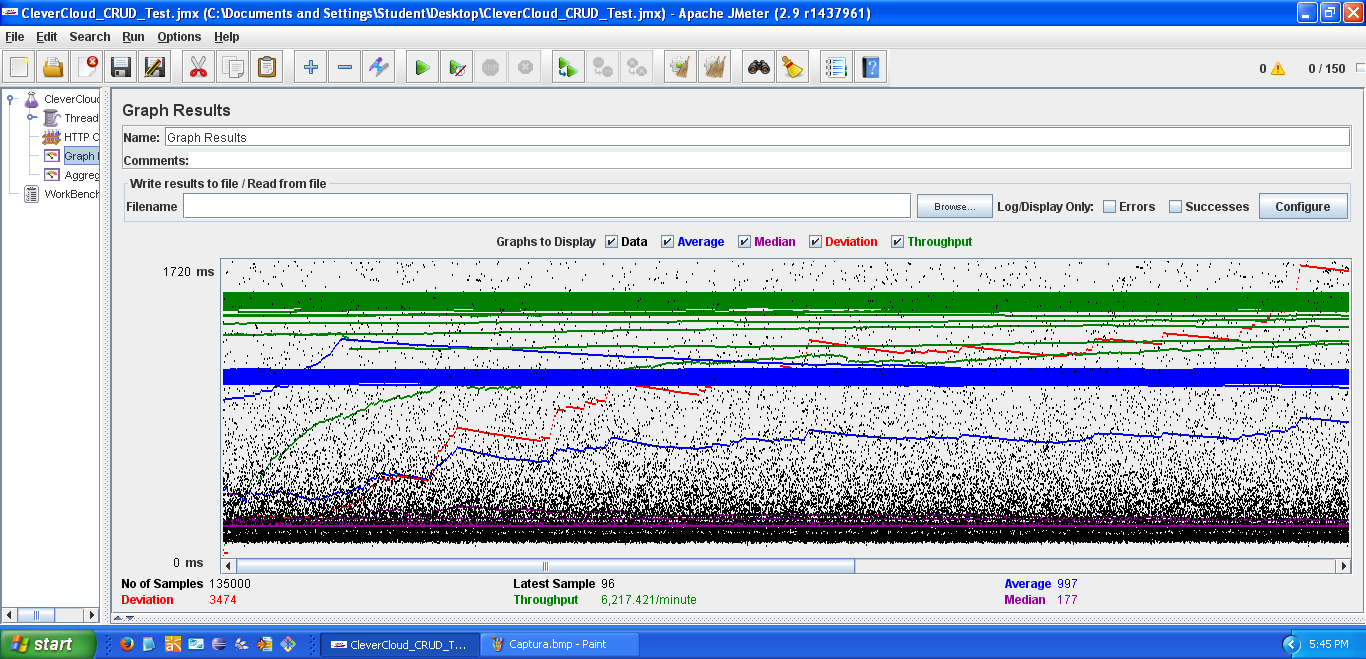 CleverCloud_CRUD_Test.jmx (C:\Documents and Settings\Student\Desktop\CleverCloud_CRUD_Test.jmx) - Apache JMeter (2.9 r1437961)
File Edit Search Run Options Help
0 0 / 150
CleverCloud
Thread
HTTP C
Graph
Aggreg
WorkBench
Graph Results
Name: Graph Results
Comments:
Write results to file / Read from file
Filename Browse... Log/Display Only: Errors Successes Configure
Graphs to Display Data Average Median Deviation Throughput
1720 ms
0 ms
No of Samples 135000 Latest Sample 96 Average 997
Deviation 3474 Throughput 6,217.421/minute Median 177
start CleverCloud_CRUD_T... Captura.bmp - Paint 5:45 PM